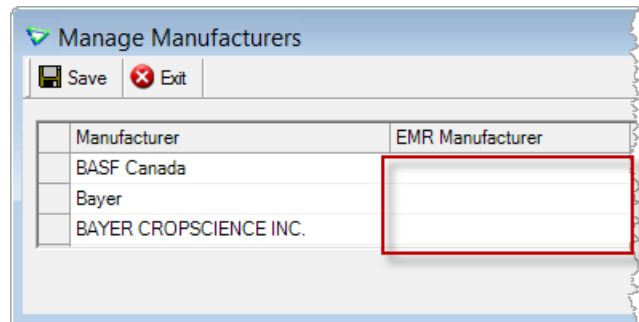 Manage Manufacturers
Save Exit
Manufacturer EMR Manufacturer
BASF Canada
Bayer
BAYER CROPSCIENCE INC.